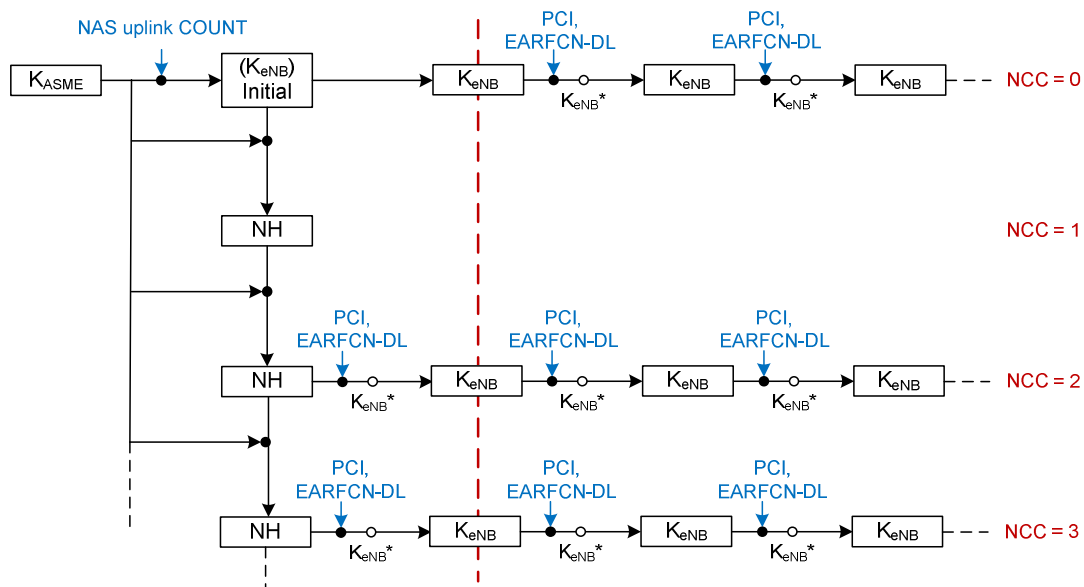 NAS uplink COUNT
PCI,
EARFCN-DL
PCI,
EARFCN-DL
KASME
(KeNB)
Initial
KeNB
KeNB*
KeNB
KeNB*
KeNB
NCC = 0
NH
NCC = 1
PCI,
EARFCN-DL
PCI,
EARFCN-DL
PCI,
EARFCN-DL
NH
KeNB*
KeNB
KeNB*
KeNB
KeNB*
KeNB
NCC = 2
PCI,
EARFCN-DL
PCI,
EARFCN-DL
PCI,
EARFCN-DL
NH
KeNB*
KeNB
KeNB*
KeNB
KeNB*
KeNB
NCC = 3